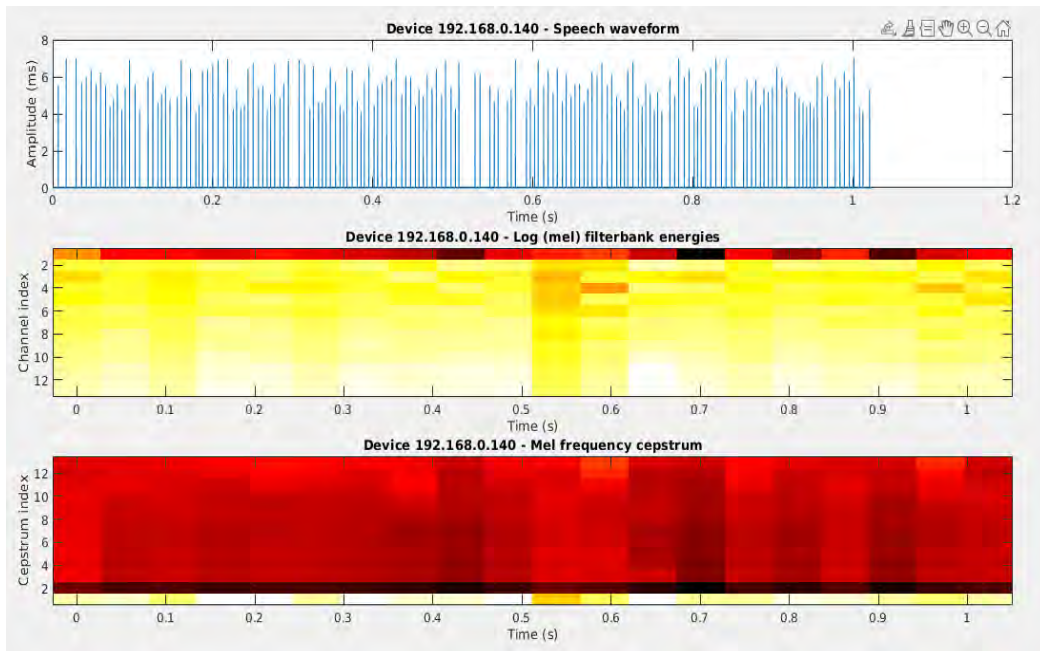 Device 192.168.0.140 - Speech waveform
Amplitude (ms)
8
6
4
2
0
0 0.2 0.4 0.6 0.8 1 1.2
Time (s)
Device 192.168.0.140 - Log (mel) filterbank energies
Channel index
2
4
6
8
10
12
0 0.1 0.2 0.3 0.4 0.5 0.6 0.7 0.8 0.9 1
Time (s)
Device 192.168.0.140 - Mel frequency cepstrum
Cepstrum index
12
10
8
6
4
2
0 0.1 0.2 0.3 0.4 0.5 0.6 0.7 0.8 0.9 1
Time (s)